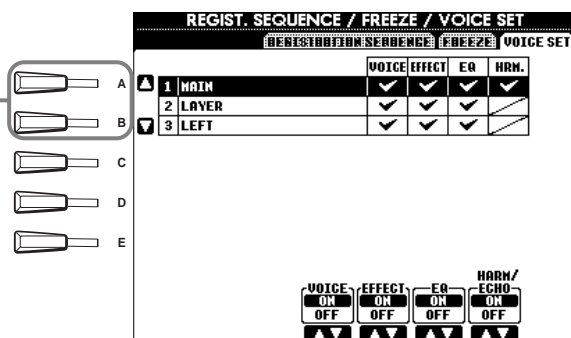 REGIST. SEQUENCE / FREEZE / VOICE SET
REGISTRATION SEQUENCE FREEZE VOICE SET
VOICE EFFECT EQ HRM.
A 1 MAIN
B 2 LAYER
3 LEFT
C
D
E
HARM/
VOICE EFFECT EQ ECHO
ON ON ON ON
OFF OFF OFF OFF